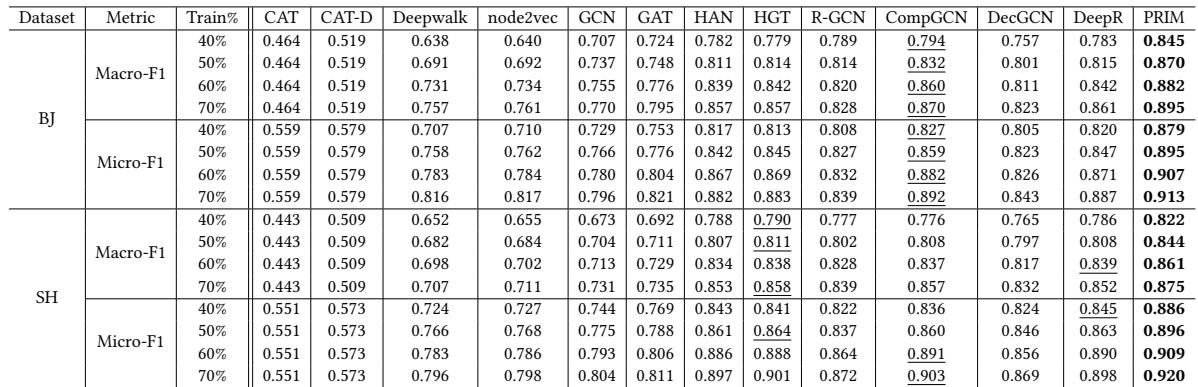 Dataset Metric Train% CAT CAT-D Deepwalk node2vec GCN GAT HAN HGT R-GCN CompGCN DecGCN DeepR PRIM
BJ Macro-F1 40% 0.464 0.519 0.638 0.640 0.707 0.724 0.782 0.779 0.789 0.794 0.757 0.783 0.845
50% 0.464 0.519 0.691 0.692 0.737 0.748 0.811 0.814 0.814 0.832 0.801 0.815 0.870
60% 0.464 0.519 0.731 0.734 0.755 0.776 0.839 0.842 0.820 0.860 0.811 0.842 0.882
70% 0.464 0.519 0.757 0.761 0.770 0.795 0.857 0.857 0.828 0.870 0.823 0.861 0.895
Micro-F1 40% 0.559 0.579 0.707 0.710 0.729 0.753 0.817 0.813 0.808 0.827 0.805 0.820 0.879
50% 0.559 0.579 0.758 0.762 0.766 0.776 0.842 0.845 0.827 0.859 0.823 0.847 0.895
60% 0.559 0.579 0.783 0.784 0.780 0.804 0.867 0.869 0.832 0.882 0.826 0.871 0.907
70% 0.559 0.579 0.816 0.817 0.796 0.821 0.882 0.883 0.839 0.892 0.843 0.887 0.913
SH Macro-F1 40% 0.443 0.509 0.652 0.655 0.673 0.692 0.788 0.790 0.777 0.776 0.765 0.786 0.822
50% 0.443 0.509 0.682 0.684 0.704 0.711 0.807 0.811 0.802 0.808 0.797 0.808 0.844
60% 0.443 0.509 0.698 0.702 0.713 0.729 0.834 0.838 0.828 0.837 0.817 0.839 0.861
70% 0.443 0.509 0.707 0.711 0.731 0.735 0.853 0.858 0.839 0.857 0.832 0.852 0.875
Micro-F1 40% 0.551 0.573 0.724 0.727 0.744 0.769 0.843 0.841 0.822 0.836 0.824 0.845 0.886
50% 0.551 0.573 0.766 0.768 0.775 0.788 0.861 0.864 0.837 0.860 0.846 0.863 0.896
60% 0.551 0.573 0.783 0.786 0.793 0.806 0.886 0.888 0.864 0.891 0.856 0.890 0.909
70% 0.551 0.573 0.796 0.798 0.804 0.811 0.897 0.901 0.872 0.903 0.869 0.898 0.920